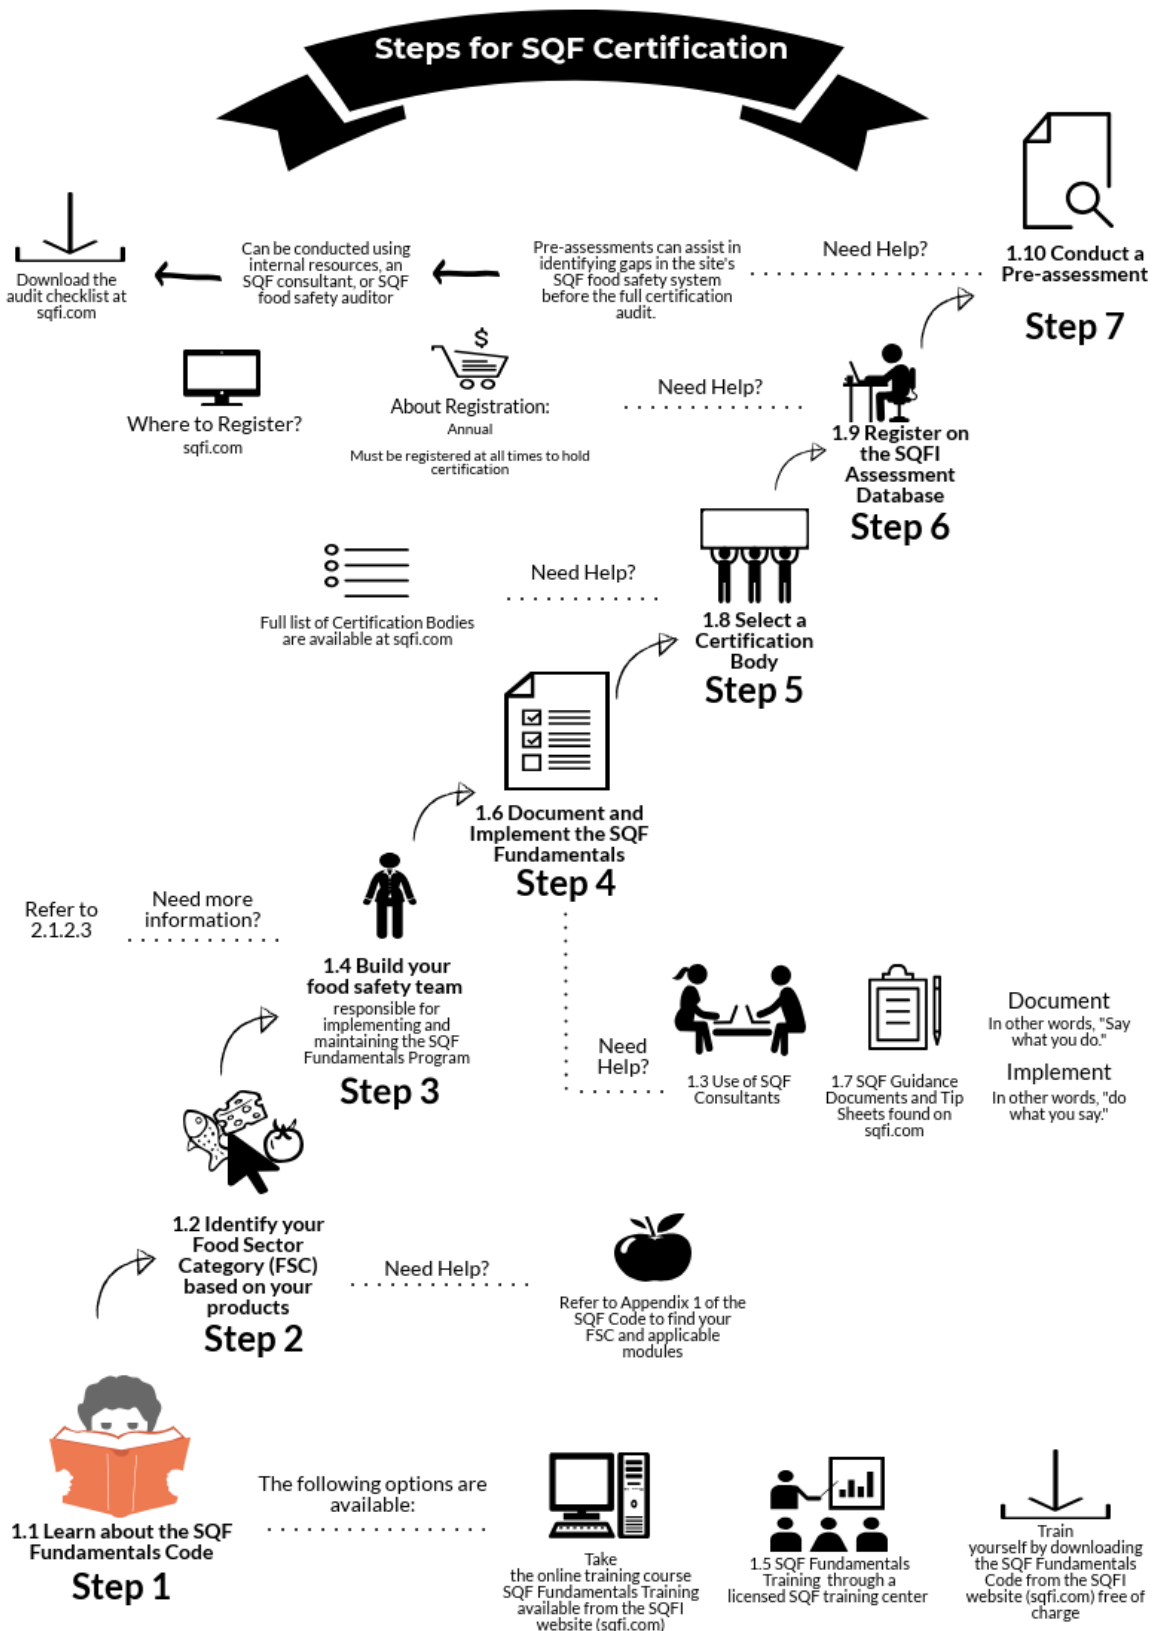 Steps for SQF Certification
1.10 Conduct a
Pre-assessment
Step 7
Need Help?
Pre-assessments can assist in
identifying gaps in the site's
SQF food safety system
before the full certification
audit.
Can be conducted using
internal resources, an
SQF consultant, or SQF
food safety auditor
Download the
audit checklist at
sqfi.com
$
1.9 Register on
the SQFI
Assessment
Database
Step 6
Need Help?
About Registration:
Annual
Must be registered at all times to hold
certification
Where to Register?
sqfi.com
1.8 Select a
Certification
Body
Step 5
Need Help?
Full list of Certification Bodies
are available at sqfi.com
1.6 Document and
Implement the SQF
Fundamentals
Step 4
Need
Help?
1.3 Use of SQF
Consultants
1.7 SQF Guidance
Documents and Tip
Sheets found on
sqfi.com
Document
In other words, "Say
what you do."
Implement
In other words, "do
what you say."
1.4 Build your
food safety team
responsible for
implementing and
maintaining the SQF
Fundamentals Program
Step 3
Need more
information?
Refer to
2.1.2.3
1.2 Identify your
Food Sector
Category (FSC)
based on your
products
Step 2
Need Help?
Refer to Appendix 1 of the
SQF Code to find your
FSC and applicable
modules
1.1 Learn about the SQF
Fundamentals Code
Step 1
The following options are
available:
Take
the online training course
SQF Fundamentals Training
available from the SQFI
website (sqfi.com)
1.5 SQF Fundamentals
Training through a
licensed SQF training center
Train
yourself by downloading
the SQF Fundamentals
Code from the SQFI
website (sqfi.com) free of
charge